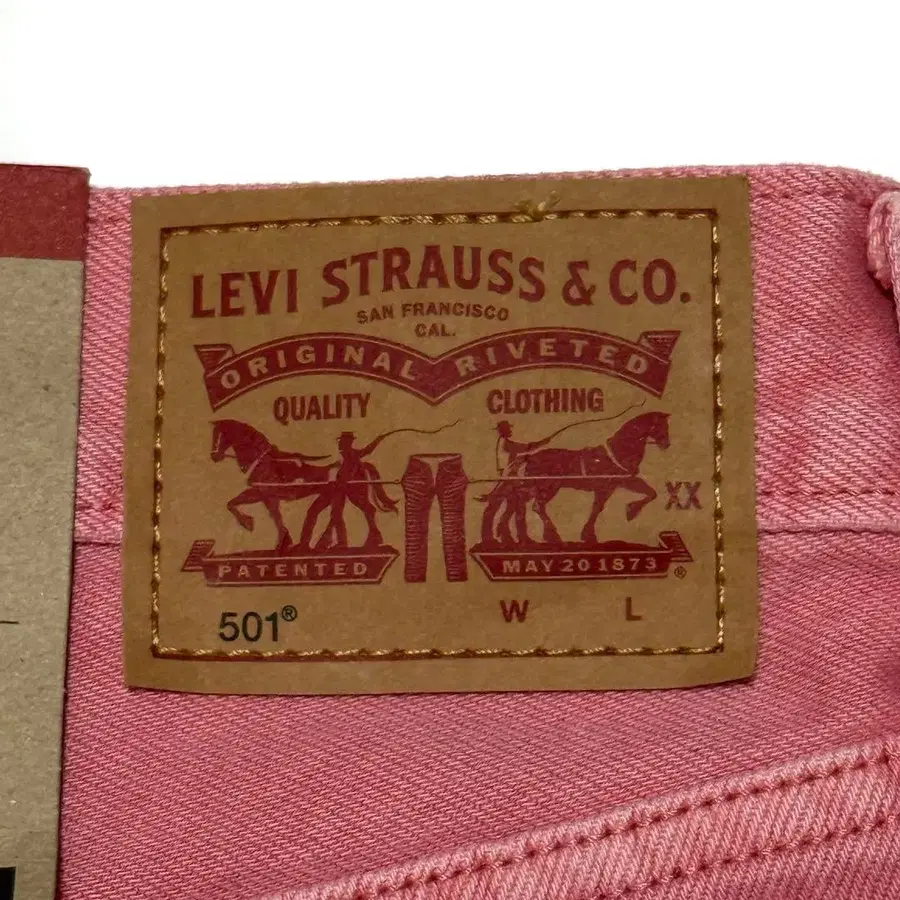 LEVI STRAUSS & CO.
SAN FRANCISCO
CAL.
ORIGINAL RIVETED
QUALITY CLOTHING
XX
PATENTED MAY 20 1873 ®
501® W L